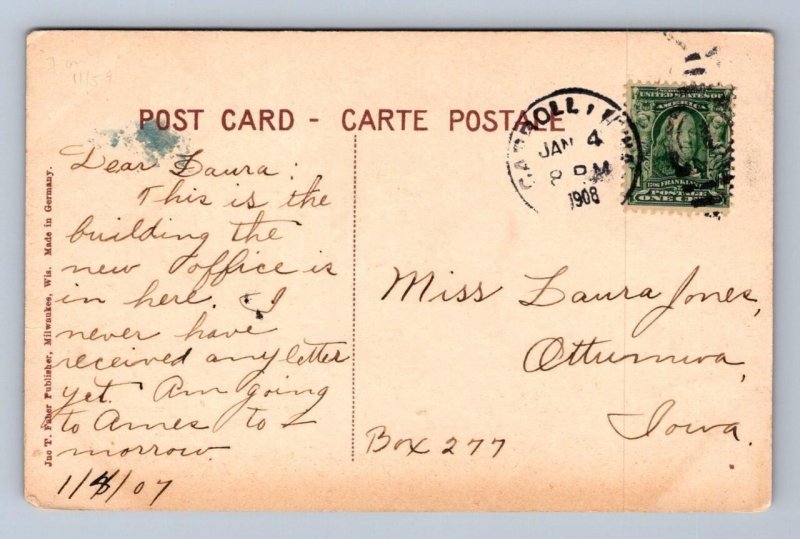 POST CARD - CARTE POSTALE
CARROLL, IOWA
JAN 4
8 PM
1908
UNITED STATES OF
AMERICA
FRANKLIN
POSTAGE
ONE CENT
Dear Laura:
This is the
building the
new office is
in here. I
never have
received any letter
yet. Am going
to Ames to-
morrow.
1/4/07
Miss Laura Jones,
Ottumwa,
Iowa.
Box 277
Jno T. Faber Publisher, Milwaukee, Wis. Made in Germany.